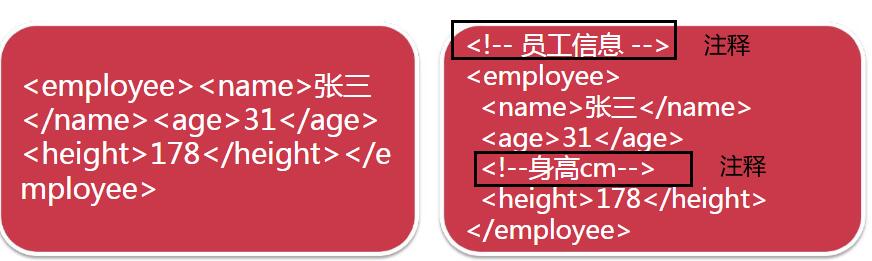 <employee><name>张三
</name><age>31</age>
<height>178</height></e
mployee>
<!-- 员工信息 --> 注释
<employee>
<name>张三</name>
<age>31</age>
<!--身高cm--> 注释
<height>178</height>
</employee>